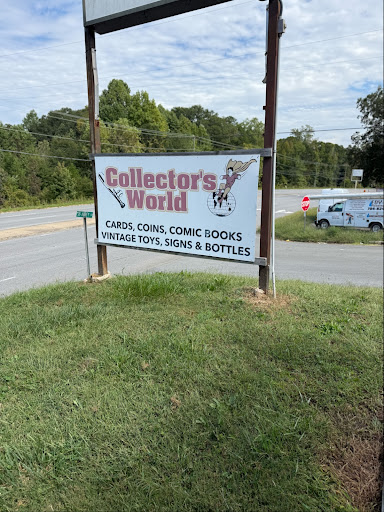 Collector's
World
CARDS, COINS, COMIC BOOKS
VINTAGE TOYS, SIGNS & BOTTLES